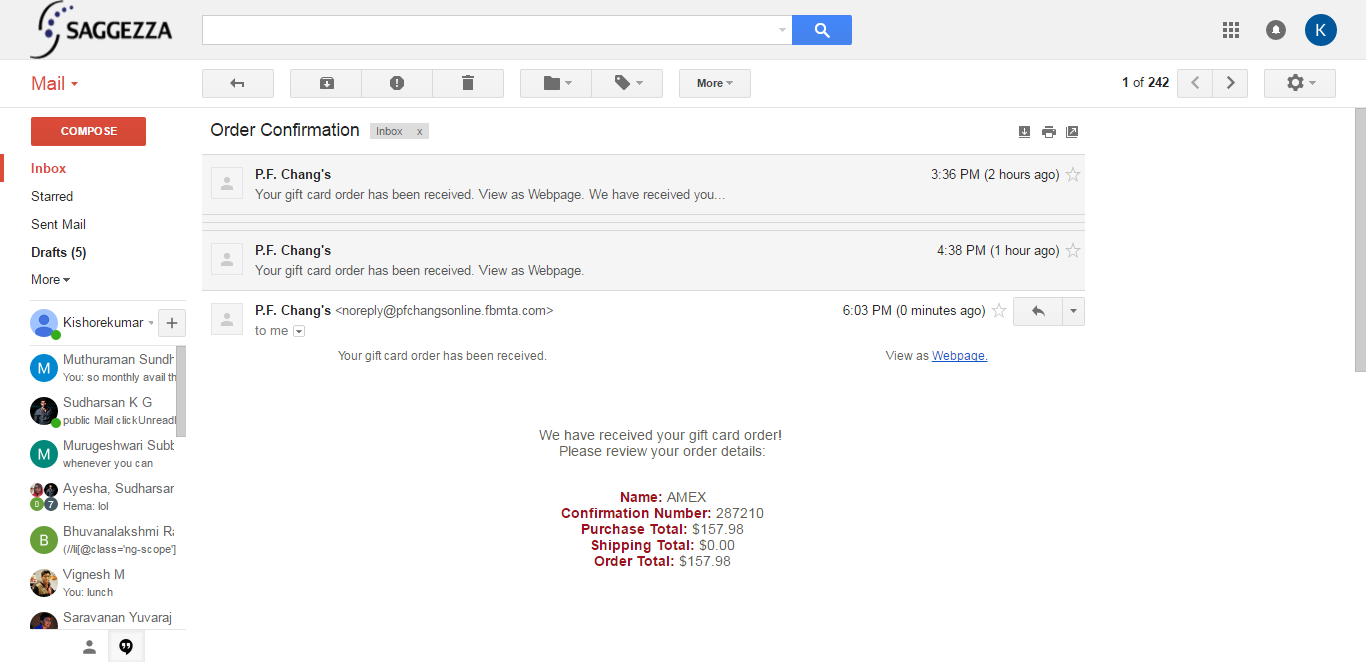 SAGGEZZA
K
Mail
More
1 of 242
COMPOSE
Inbox
Starred
Sent Mail
Drafts (5)
More
Kishorekumar
+
M
Muthuraman Sundh
You: so monthly avail th
Sudharsan K G
public Mail clickUnreadl
M
Murugeshwari Subb
whenever you can
Ayesha, Sudharsar
D 7
Hema: lol
B
Bhuvanalakshmi Ra
(//li[@class='ng-scope']
Vignesh M
You: lunch
Saravanan Yuvaraj
Order Confirmation
Inbox x
P.F. Chang's
3:36 PM (2 hours ago)
Your gift card order has been received. View as Webpage. We have received you...
P.F. Chang's
4:38 PM (1 hour ago)
Your gift card order has been received. View as Webpage.
P.F. Chang's <noreply@pfchangsonline.fbmta.com>
6:03 PM (0 minutes ago)
to me
Your gift card order has been received.
View as Webpage.
We have received your gift card order!
Please review your order details:
Name: AMEX
Confirmation Number: 287210
Purchase Total: $157.98
Shipping Total: $0.00
Order Total: $157.98